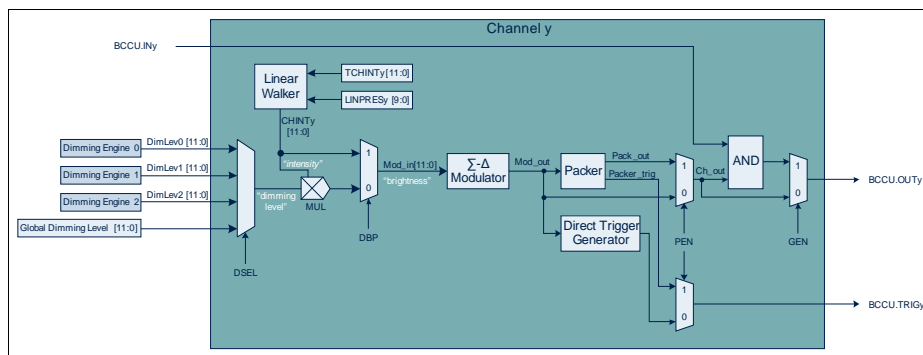 Channel y
BCCU.INy
Linear
Walker
TCHINTy [11:0]
LINPRESy [9:0]
CHINTy
[11:0]
Dimming Engine 0
DimLev0 [11:0]
Dimming Engine 1
DimLev1 [11:0]
Dimming Engine 2
DimLev2 [11:0]
Global Dimming Level [11:0]
DSEL
"intensity"
"dimming
level"
MUL
1
0
DBP
Mod_in[11:0]
"brightness"
Σ-Δ
Modulator
Mod_out
Packer
Pack_out
Packer_trig
Direct Trigger
Generator
1
0
PEN
Ch_out
AND
1
0
GEN
BCCU.OUTy
1
0
BCCU.TRIGy